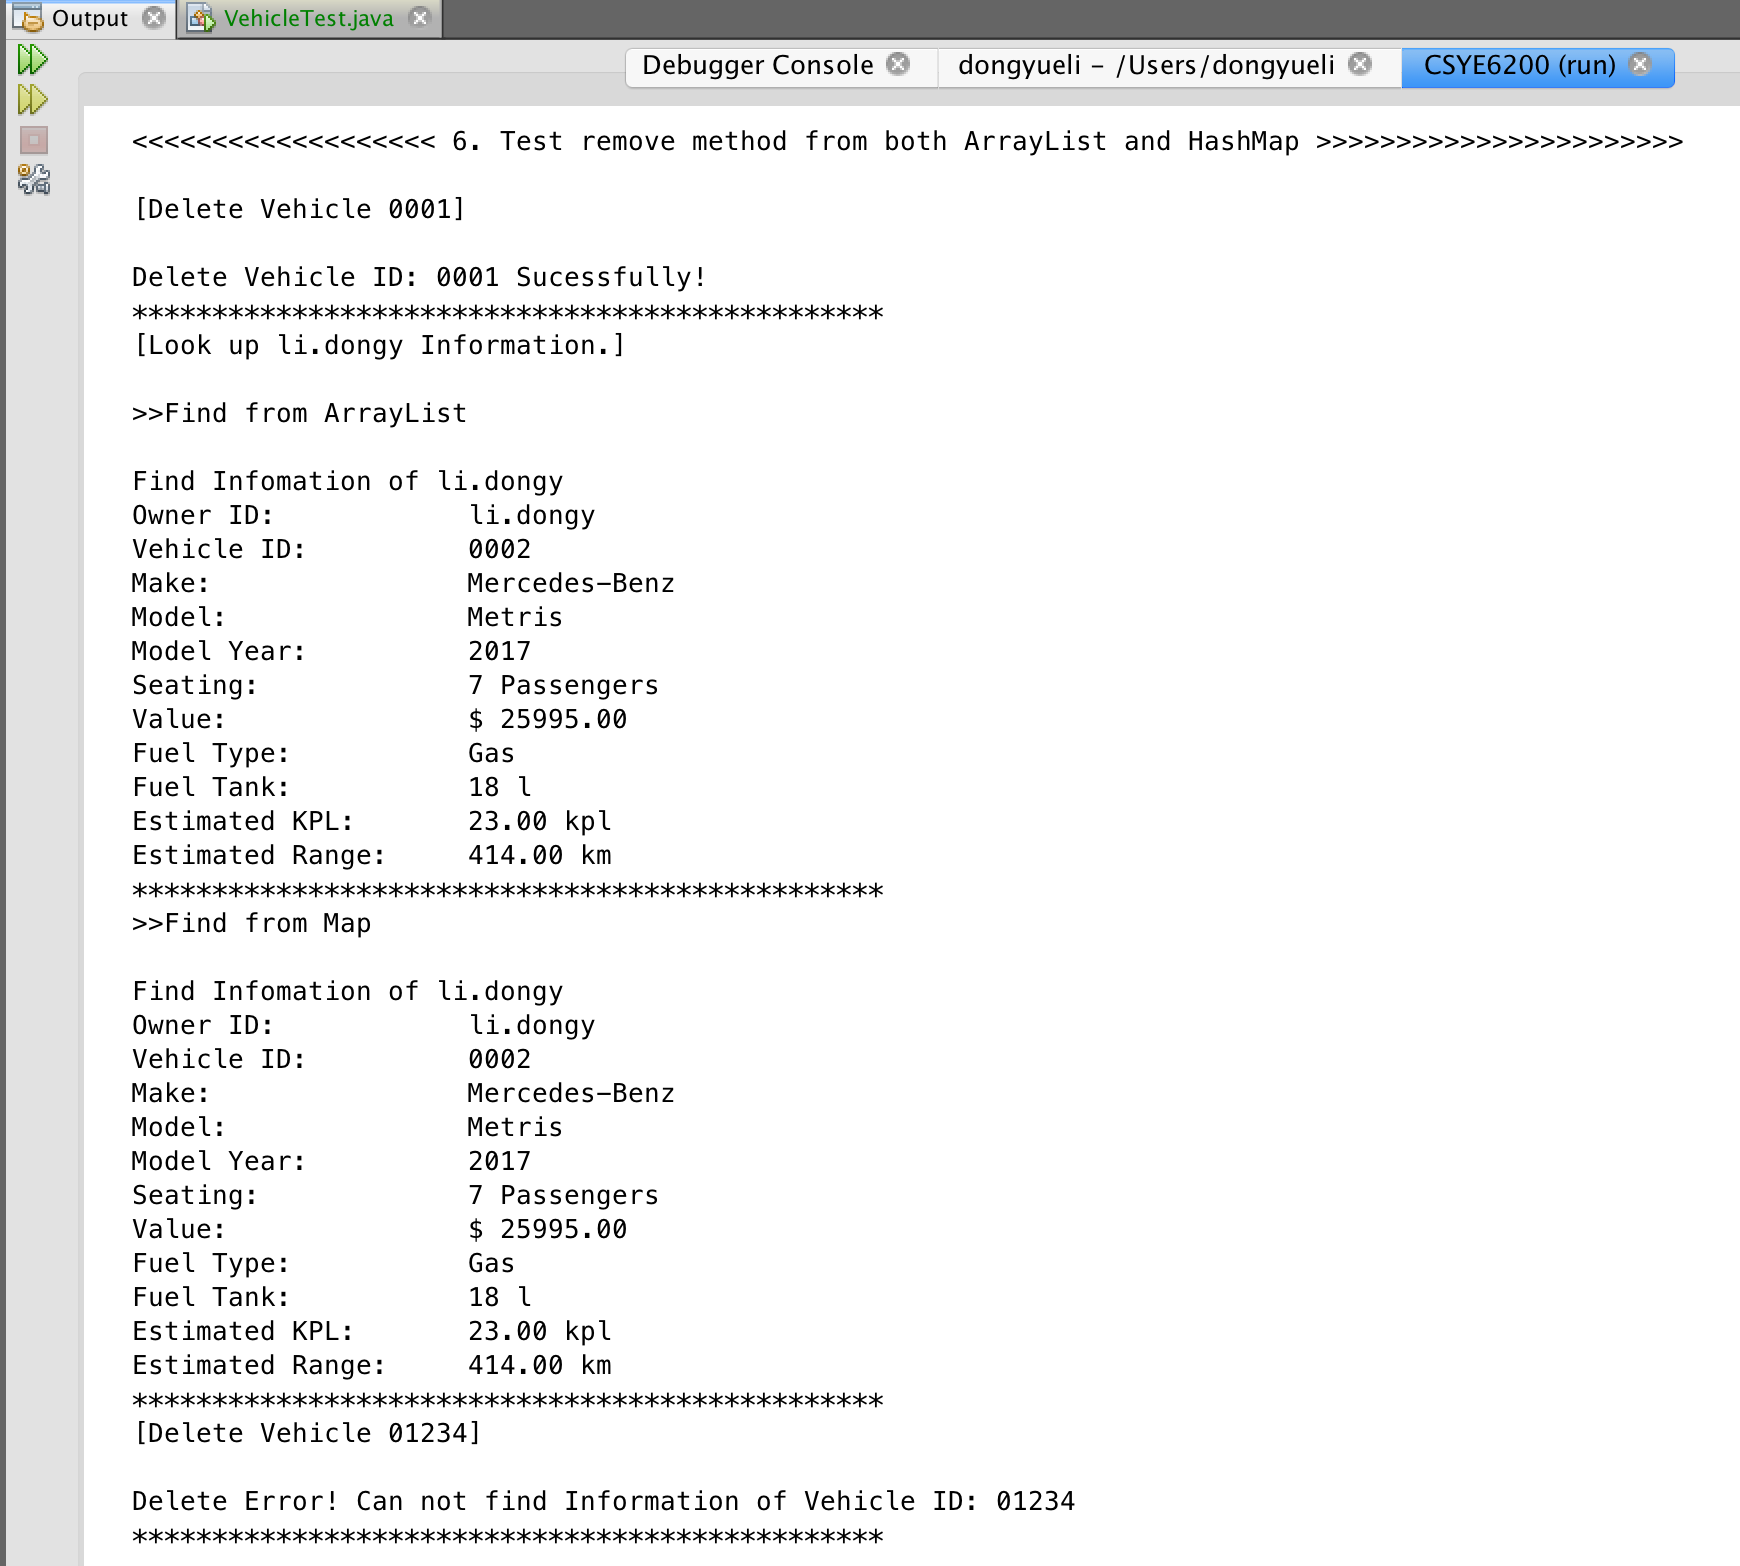 Output
VehicleTest.java
Debugger Console
dongyueli - /Users/dongyueli
CSYE6200 (run)
<<<<<<<<<<<<<<<<<<< 6. Test remove method from both ArrayList and HashMap >>>>>>>>>>>>>>>>>>>>>>>
[Delete Vehicle 0001]
Delete Vehicle ID: 0001 Sucessfully!
***********************************************
[Look up li.dongy Information.]
>>Find from ArrayList
Find Infomation of li.dongy
Owner ID: li.dongy
Vehicle ID: 0002
Make: Mercedes-Benz
Model: Metris
Model Year: 2017
Seating: 7 Passengers
Value: $ 25995.00
Fuel Type: Gas
Fuel Tank: 18 l
Estimated KPL: 23.00 kpl
Estimated Range: 414.00 km
***********************************************
>>Find from Map
Find Infomation of li.dongy
Owner ID: li.dongy
Vehicle ID: 0002
Make: Mercedes-Benz
Model: Metris
Model Year: 2017
Seating: 7 Passengers
Value: $ 25995.00
Fuel Type: Gas
Fuel Tank: 18 l
Estimated KPL: 23.00 kpl
Estimated Range: 414.00 km
***********************************************
[Delete Vehicle 01234]
Delete Error! Can not find Information of Vehicle ID: 01234
***********************************************